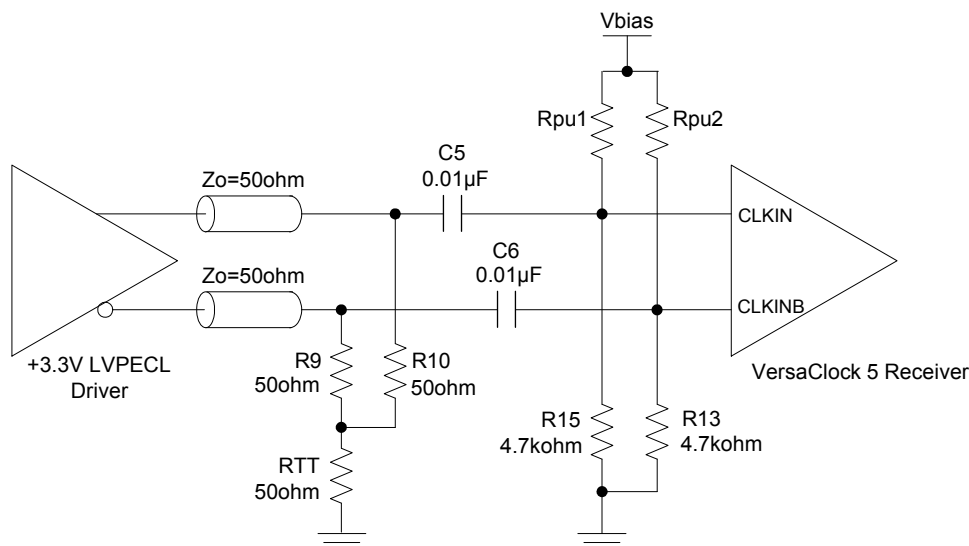 Vbias
Rpu1
Rpu2
C5
0.01µF
Zo=50ohm
CLKIN
C6
0.01µF
Zo=50ohm
CLKINB
+3.3V LVPECL
Driver
R9
50ohm
R10
50ohm
VersaClock 5 Receiver
R15
4.7kohm
R13
4.7kohm
RTT
50ohm